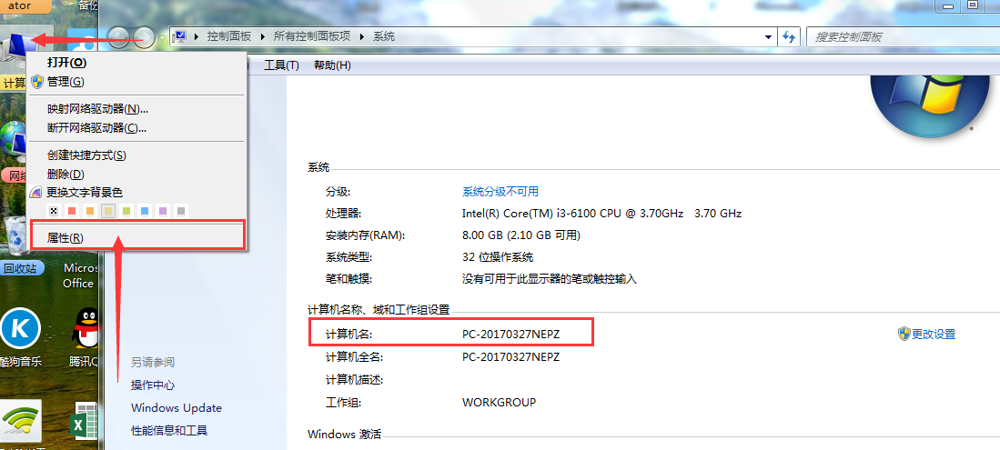 ator
备份
控制面板
所有控制面板项
系统
搜索控制面板
工具(T)
帮助(H)
计算
打开(O)
管理(G)
映射网络驱动器(N)...
断开网络驱动器(C)...
创建快捷方式(S)
删除(D)
更换文字背景色
属性(R)
网络
回收站
Micros
Office
K
酷狗音乐
腾讯Q
X
另请参阅
操作中心
Windows Update
性能信息和工具
系统
分级: 系统分级不可用
处理器: Intel(R) Core(TM) i3-6100 CPU @ 3.70GHz 3.70 GHz
安装内存(RAM): 8.00 GB (2.10 GB 可用)
系统类型: 32 位操作系统
笔和触摸: 没有可用于此显示器的笔或触控输入
计算机名称、域和工作组设置
计算机名: PC-20170327NEPZ
更改设置
计算机全名: PC-20170327NEPZ
计算机描述:
工作组: WORKGROUP
Windows 激活